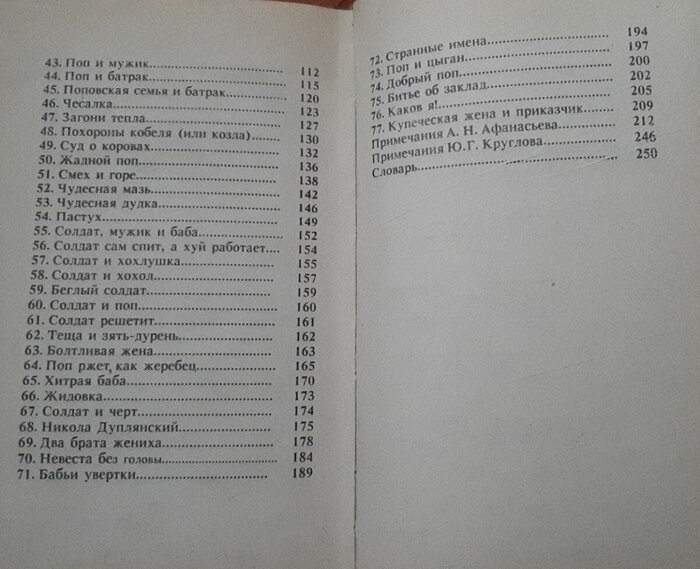 43. Поп и мужик 112
44. Поп и батрак 115
45. Поповская семья и батрак 120
46. Чесалка 123
47. Загони тепла 127
48. Похороны кобеля (или козла) 130
49. Суд о коровах 132
50. Жадной поп 136
51. Смех и горе 138
52. Чудесная мазь 142
53. Чудесная дудка 146
54. Пастух 149
55. Солдат, мужик и баба 152
56. Солдат сам спит, а хуй работает 154
57. Солдат и хохлушка 155
58. Солдат и хохол 157
59. Беглый солдат 159
60. Солдат и поп 160
61. Солдат решетит 161
62. Теща и зять-дурень 162
63. Болтливая жена 163
64. Поп ржет, как жеребец 165
65. Хитрая баба 170
66. Жидовка 173
67. Солдат и черт 174
68. Никола Дуплянский 175
69. Два брата жениха 178
70. Невеста без головы 184
71. Бабьи увертки 189
72. Странные имена 194
73. Поп и цыган 197
74. Добрый поп 200
75. Битье об заклад 202
76. Каков я! 205
77. Купеческая жена и приказчик 209
Примечания А. Н. Афанасьева 212
Примечания Ю.Г. Круглова 246
Словарь 250